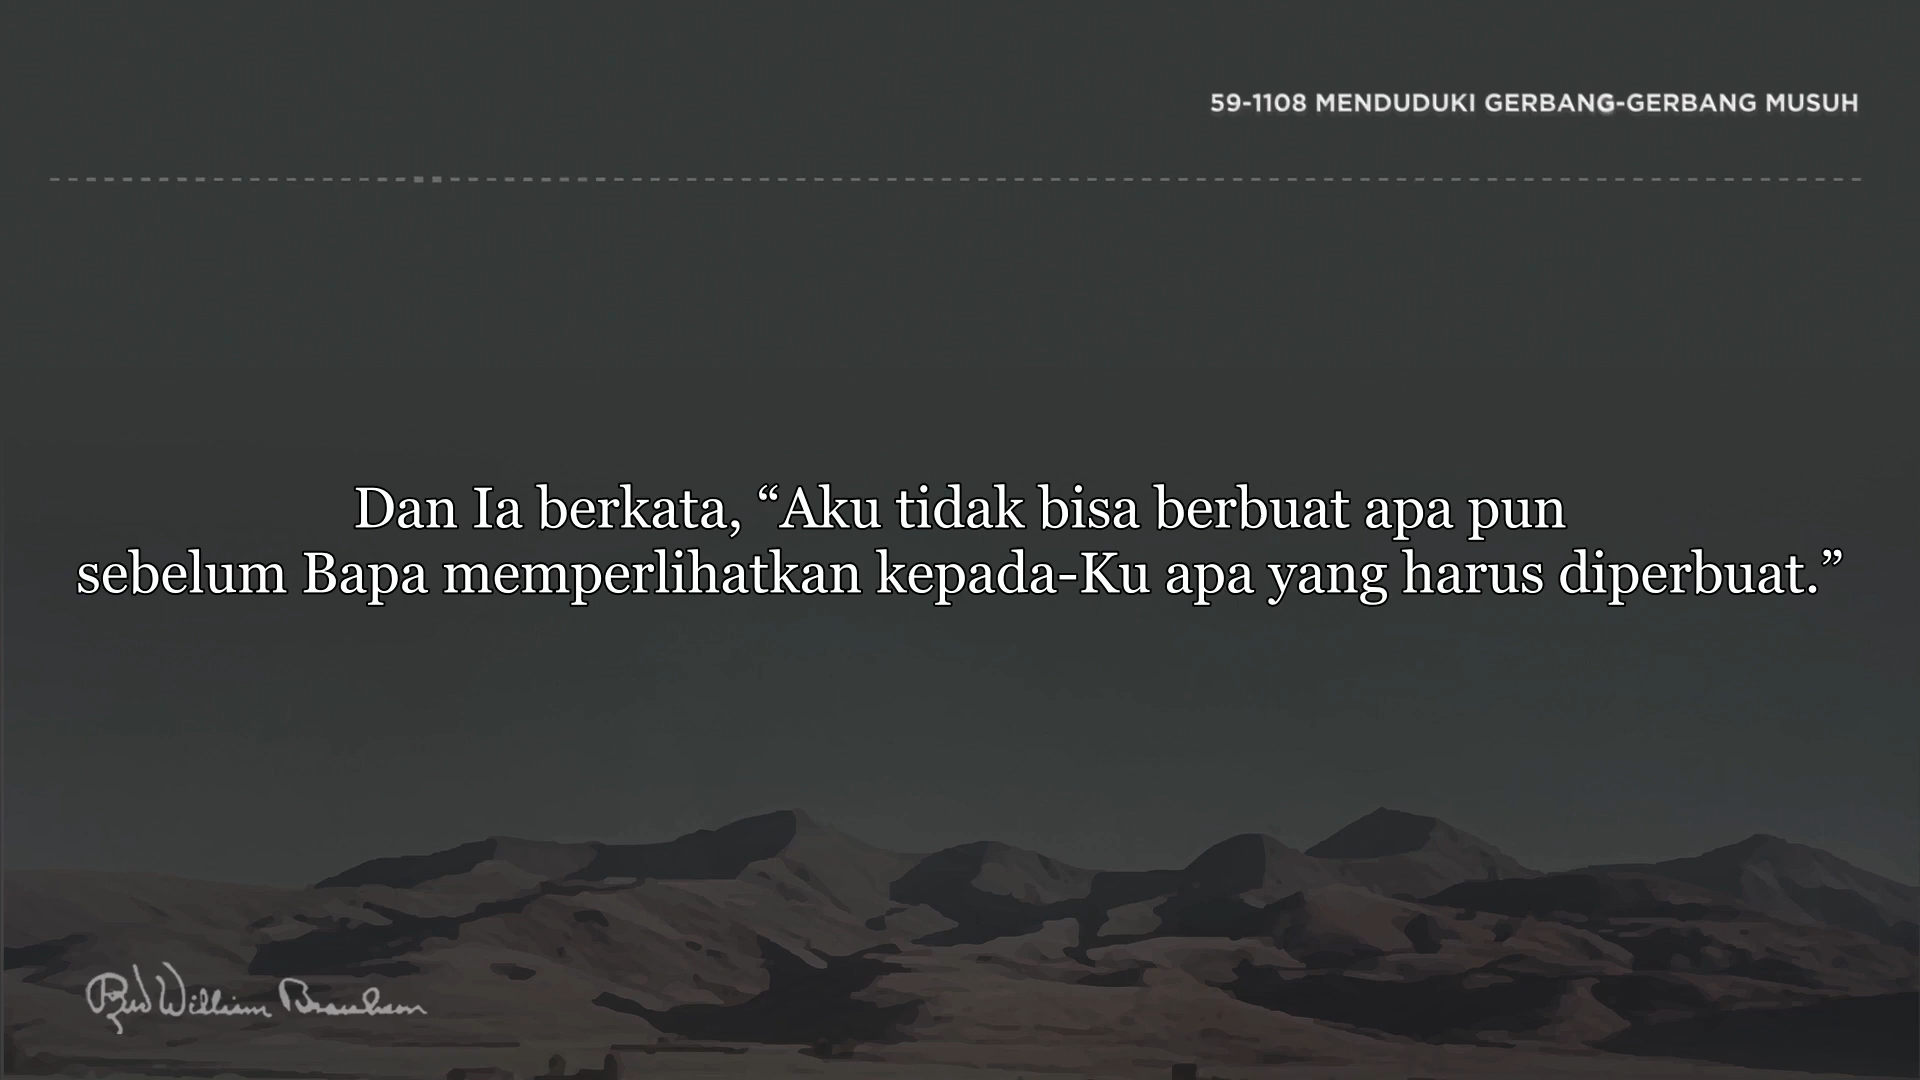 59-1108 MENDUDUKI GERBANG-GERBANG MUSUH
Dan Ia berkata, “Aku tidak bisa berbuat apa pun
sebelum Bapa memperlihatkan kepada-Ku apa yang harus diperbuat.”
Rev William Branham